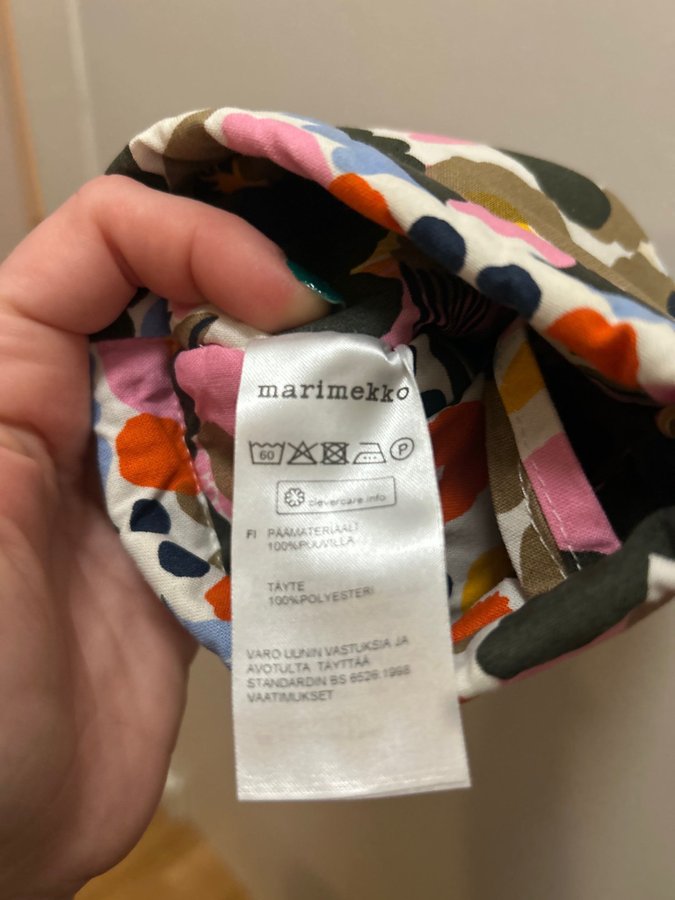 marimekko
60 P
clevercare.info
FI PÄÄMATERIAALI
100%PUUVILLA
TÄYTE
100%POLYESTERI
VARO UUNIN VASTUKSIA JA
AVOTULTA TÄYTTÄÄ
STANDARDIN BS 6526:1998
VAATIMUKSET